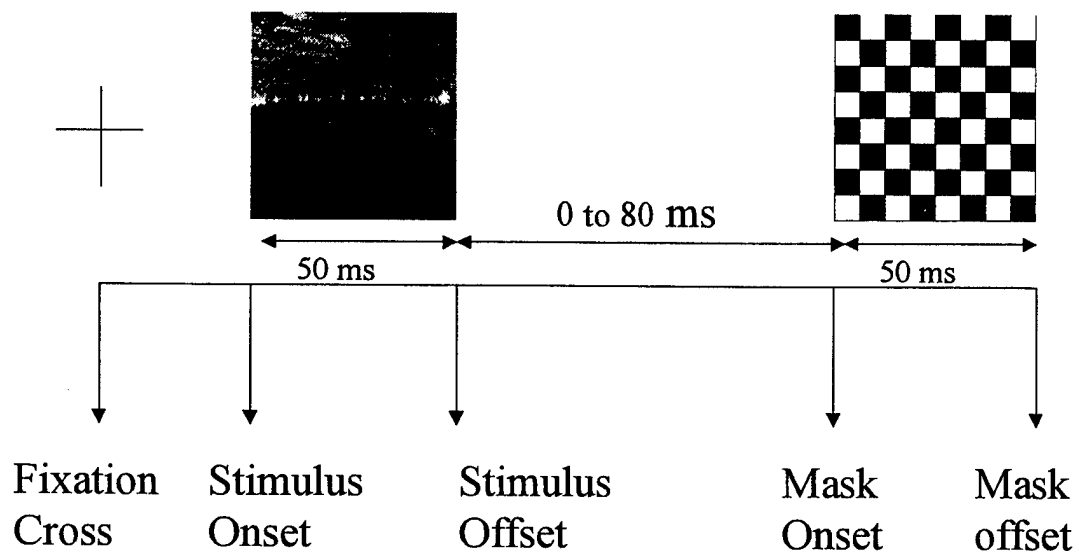 0 to 80 ms
50 ms
50 ms
Fixation
Cross
Stimulus
Onset
Stimulus
Offset
Mask
Onset
Mask
offset